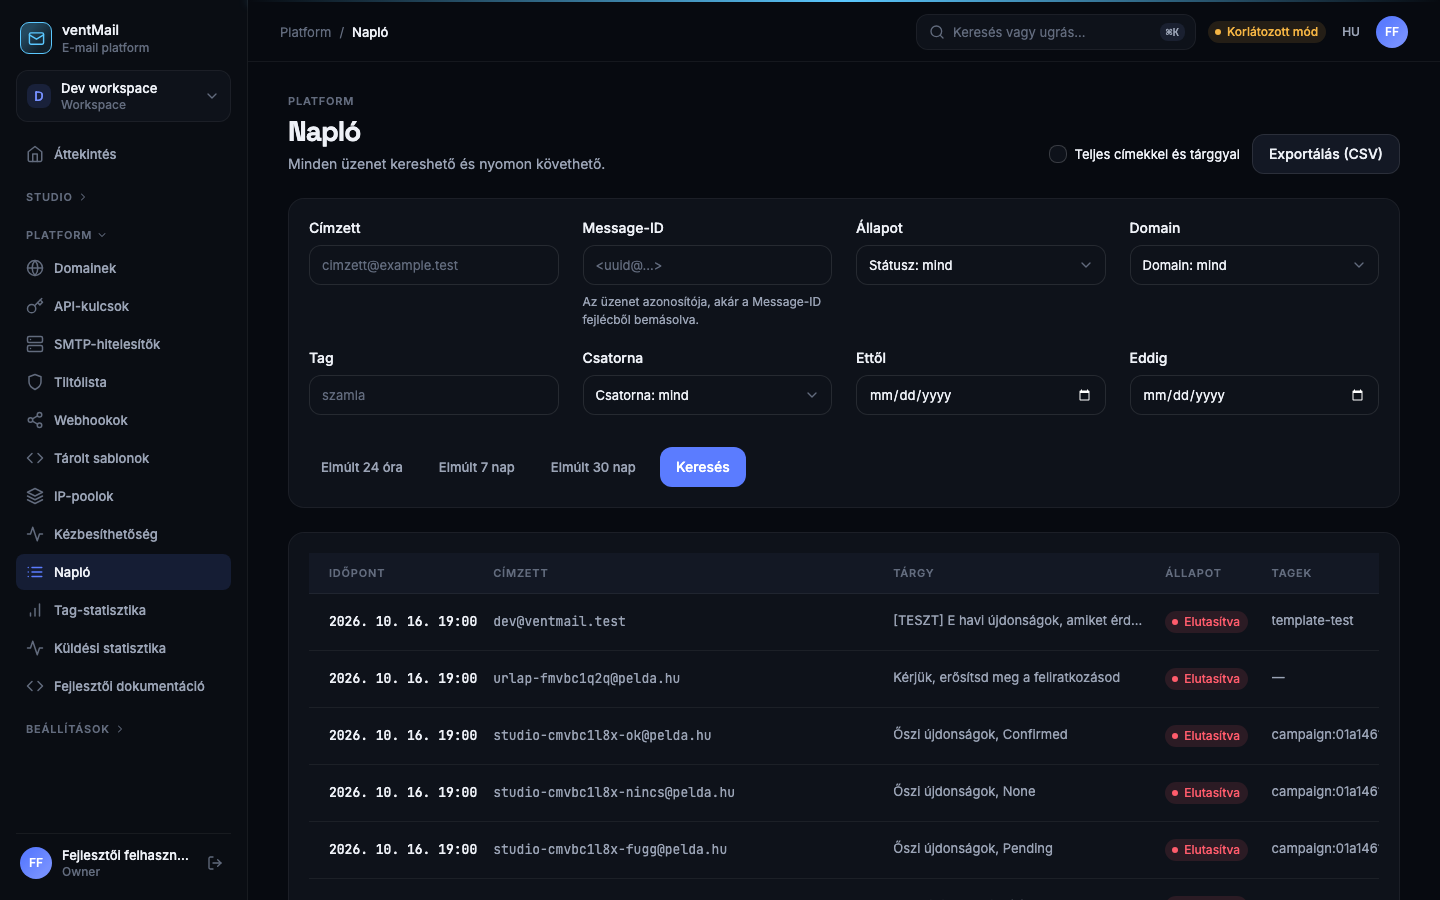 ventMail
E-mail platform
D
Dev workspace
Workspace
Áttekintés
STUDIO
PLATFORM
Domainek
API-kulcsok
SMTP-hitelesítők
Tiltólista
Webhookok
Tárolt sablonok
IP-poolok
Kézbesíthetőség
Napló
Tag-statisztika
Küldési statisztika
Fejlesztői dokumentáció
BEÁLLÍTÁSOK
FF
Fejlesztői felhaszn...
Owner
Platform / Napló
Keresés vagy ugrás...
⌘K
Korlátozott mód
HU
FF
PLATFORM
Napló
Minden üzenet kereshető és nyomon követhető.
Teljes címekkel és tárggyal
Exportálás (CSV)
Címzett
Message-ID
Állapot
Domain
cimzett@example.test
<uuid@...>
Státusz: mind
Domain: mind
Az üzenet azonosítója, akár a Message-ID
fejlécből bemásolva.
Tag
Csatorna
Ettől
Eddig
szamla
Csatorna: mind
mm/dd/yyyy
mm/dd/yyyy
Elmúlt 24 óra
Elmúlt 7 nap
Elmúlt 30 nap
Keresés
IDŐPONT CÍMZETT TÁRGY ÁLLAPOT TAGEK
2026. 10. 16. 19:00 dev@ventmail.test [TESZT] E havi újdonságok, amiket érd... Elutasítva template-test
2026. 10. 16. 19:00 urlap-fmvbc1q2q@pelda.hu Kérjük, erősítsd meg a feliratkozásod Elutasítva —
2026. 10. 16. 19:00 studio-cmvbc1l8x-ok@pelda.hu Őszi újdonságok, Confirmed Elutasítva campaign:01a146
2026. 10. 16. 19:00 studio-cmvbc1l8x-nincs@pelda.hu Őszi újdonságok, None Elutasítva campaign:01a146
2026. 10. 16. 19:00 studio-cmvbc1l8x-fugg@pelda.hu Őszi újdonságok, Pending Elutasítva campaign:01a146